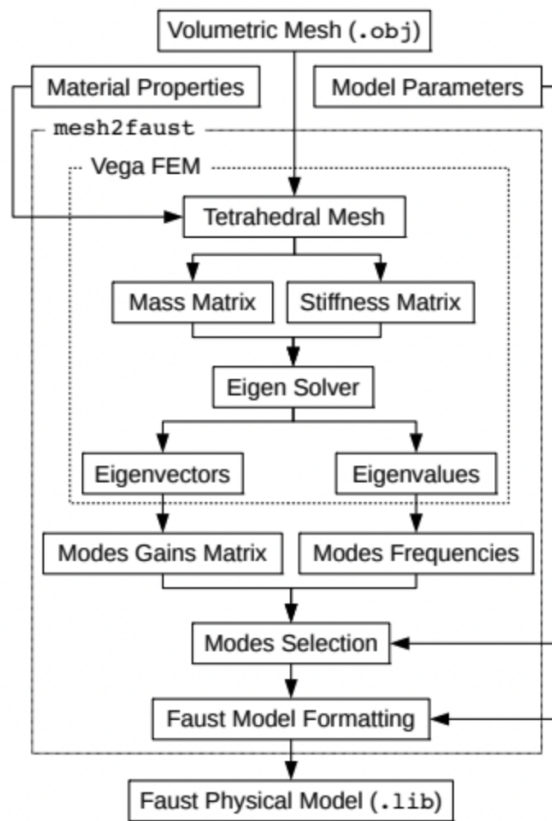 Volumetric Mesh (.obj)
Material Properties
Model Parameters
mesh2faust
Vega FEM
Tetrahedral Mesh
Mass Matrix
Stiffness Matrix
Eigen Solver
Eigenvectors
Eigenvalues
Modes Gains Matrix
Modes Frequencies
Modes Selection
Faust Model Formatting
Faust Physical Model (.lib)